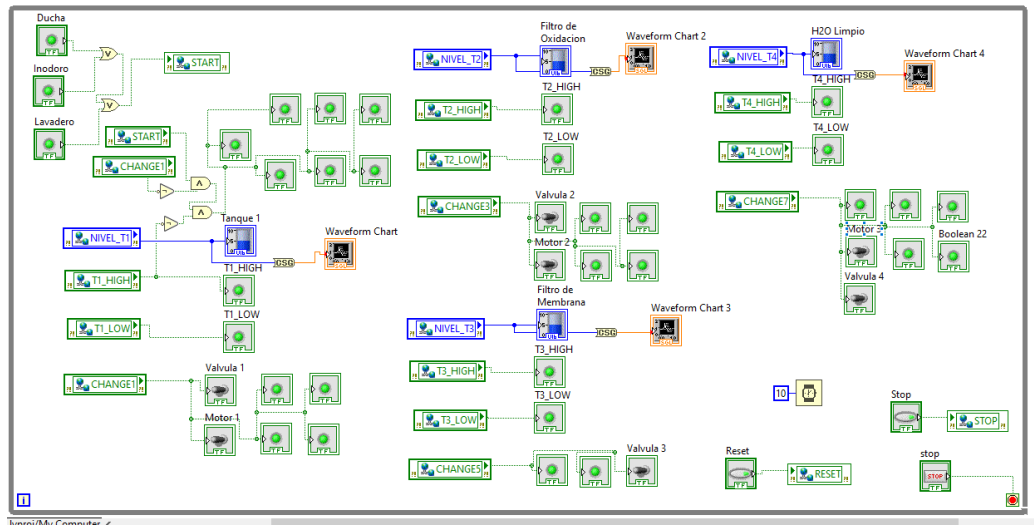 Ducha
Inodoro
Lavadero
START
START
CHANGE1
Tanque 1
NIVEL_T1
Waveform Chart
T1_HIGH
T1_HIGH
T1_LOW
T1_LOW
CHANGE1
Valvula 1
Motor 1
Filtro de
Oxidacion
NIVEL_T2
Waveform Chart 2
T2_HIGH
T2_HIGH
T2_LOW
T2_LOW
CHANGE3
Valvula 2
Motor 2
Filtro de
Membrana
NIVEL_T3
Waveform Chart 3
T3_HIGH
T3_HIGH
T3_LOW
T3_LOW
CHANGE5
Valvula 3
H2O Limpio
NIVEL_T4
Waveform Chart 4
T4_HIGH
T4_HIGH
T4_LOW
T4_LOW
CHANGE7
Motor 3
Boolean 22
Valvula 4
10
Stop
STOP
Reset
RESET
stop
STOP
i
lvproj/My Computer